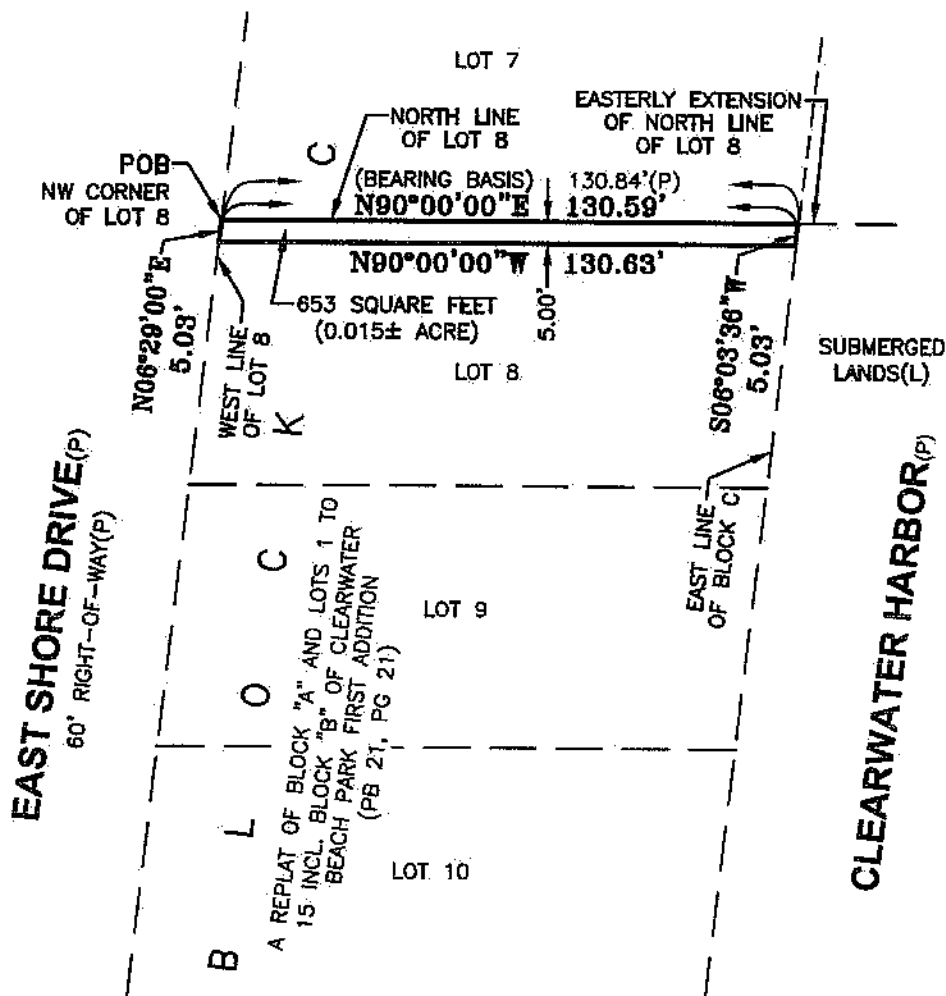 LOT 7
NORTH LINE
OF LOT 8
EASTERLY EXTENSION
OF NORTH LINE
OF LOT 8
POB
NW CORNER
OF LOT 8
(BEARING BASIS) 130.84'(P)
N90°00'00"E 130.59'
N90°00'00"W 130.63'
653 SQUARE FEET
(0.015± ACRE)
5.00'
N06°29'00"E
5.03'
WEST LINE
OF LOT 8
LOT 8
S06°03'36"W
5.03'
SUBMERGED
LANDS(L)
EAST SHORE DRIVE(P)
60' RIGHT-OF-WAY(P)
B L O C K C
A REPLAT OF BLOCK "A" AND LOTS 1 TO
15 INCL. BLOCK "B" OF CLEARWATER
BEACH PARK FIRST ADDITION
(PB 21, PG 21)
LOT 9
EAST LINE
OF BLOCK C
LOT 10
CLEARWATER HARBOR(P)